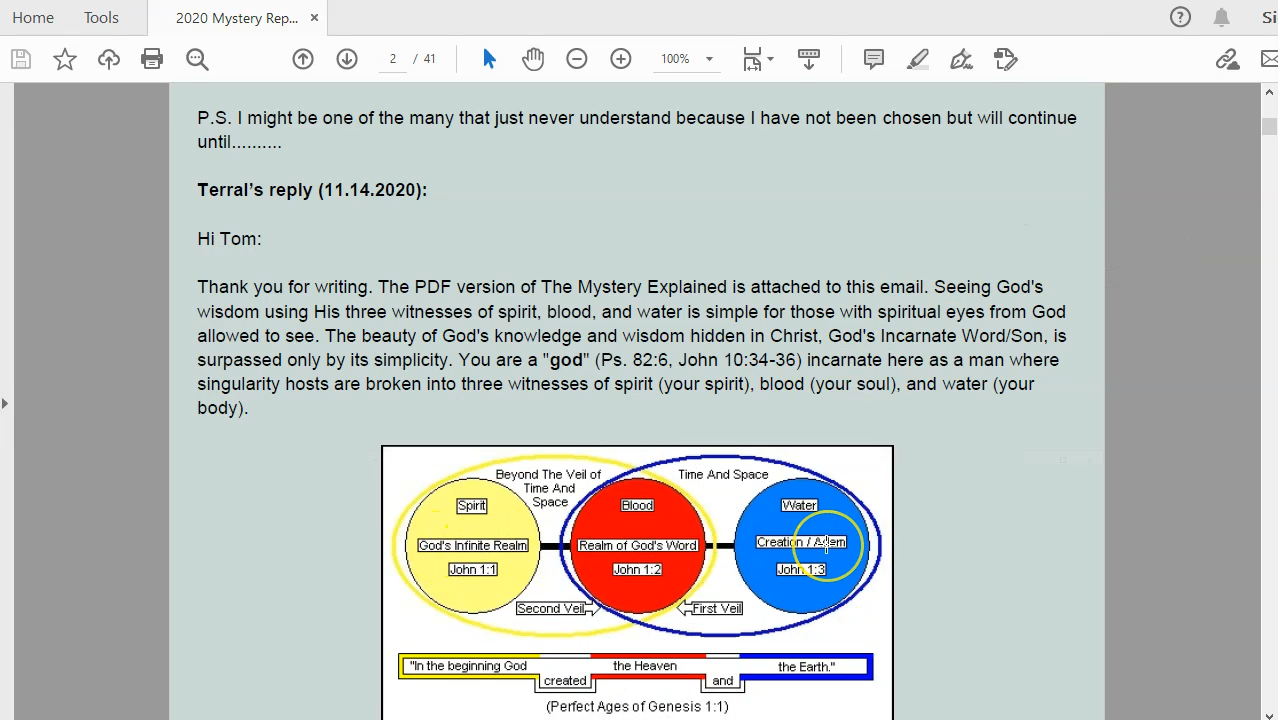 Home Tools 2020 Mystery Rep... × Si
2 / 41 100%
P.S. I might be one of the many that just never understand because I have not been chosen but will continue
until..........
Terral's reply (11.14.2020):
Hi Tom:
Thank you for writing. The PDF version of The Mystery Explained is attached to this email. Seeing God's
wisdom using His three witnesses of spirit, blood, and water is simple for those with spiritual eyes from God
allowed to see. The beauty of God's knowledge and wisdom hidden in Christ, God's Incarnate Word/Son, is
surpassed only by its simplicity. You are a "god" (Ps. 82:6, John 10:34-36) incarnate here as a man where
singularity hosts are broken into three witnesses of spirit (your spirit), blood (your soul), and water (your
body).
Beyond The Veil of
Time And
Space
Time And Space
Spirit
Blood
Water
God's Infinite Realm
Realm of God's Word
Creation / Adam
John 1:1
John 1:2
John 1:3
Second Veil
First Veil
"In the beginning God
created
the Heaven
and
the Earth."
(Perfect Ages of Genesis 1:1)